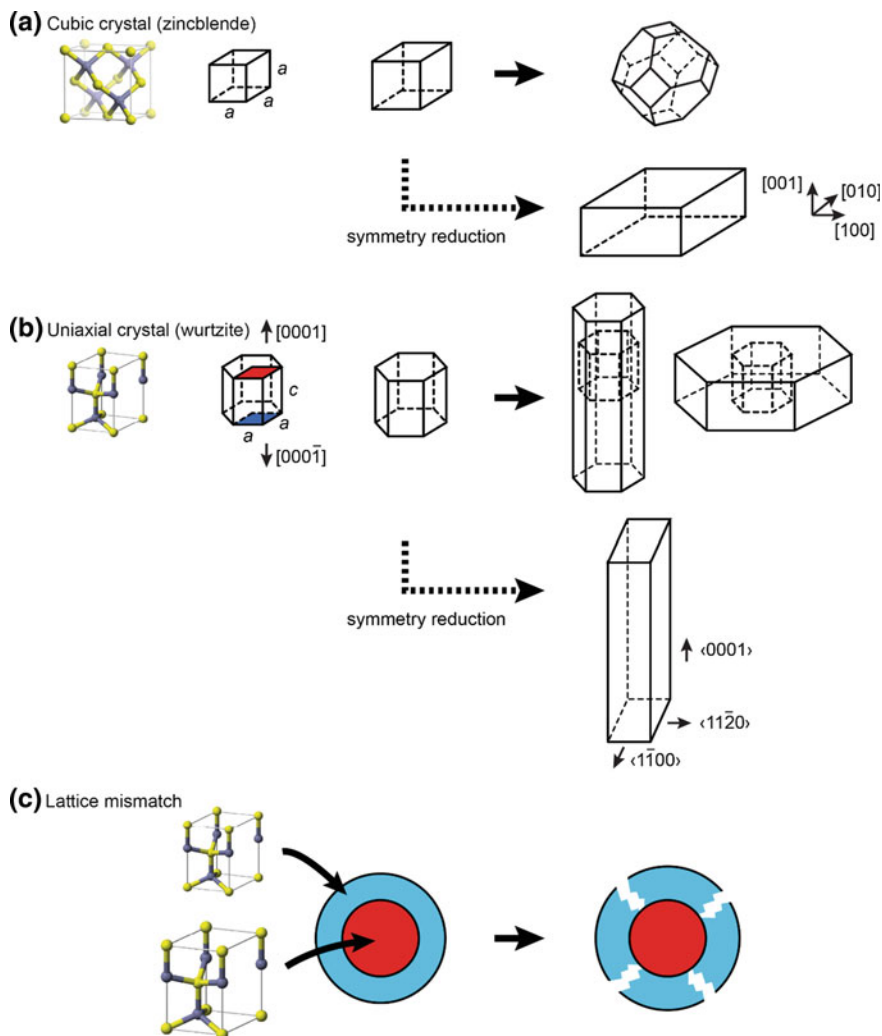 (a) Cubic crystal (zincblende)
a
a
a
symmetry reduction
[001]
[010]
[100]
(b) Uniaxial crystal (wurtzite)
[0001]
c
a
a
[0001̄]
symmetry reduction
‹0001›
‹112̄0›
‹11̄00›
(c) Lattice mismatch